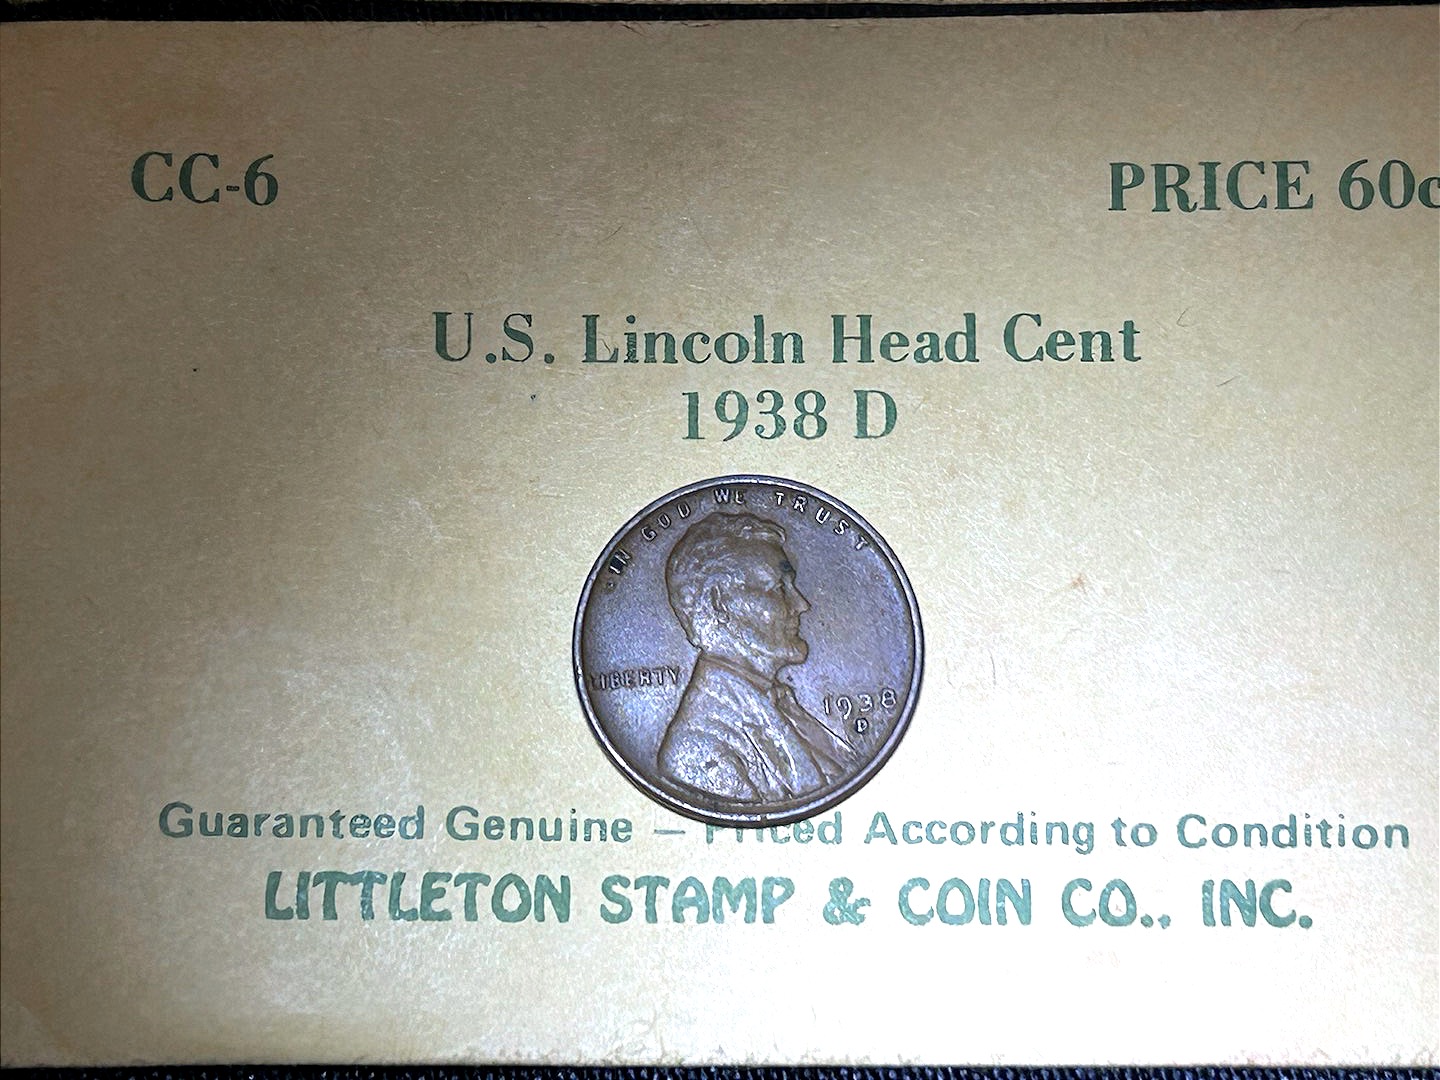 CC-6 PRICE 60c
U.S. Lincoln Head Cent
1938 D
IN GOD WE TRUST
LIBERTY
1938
D
Guaranteed Genuine — Priced According to Condition
LITTLETON STAMP & COIN CO., INC.